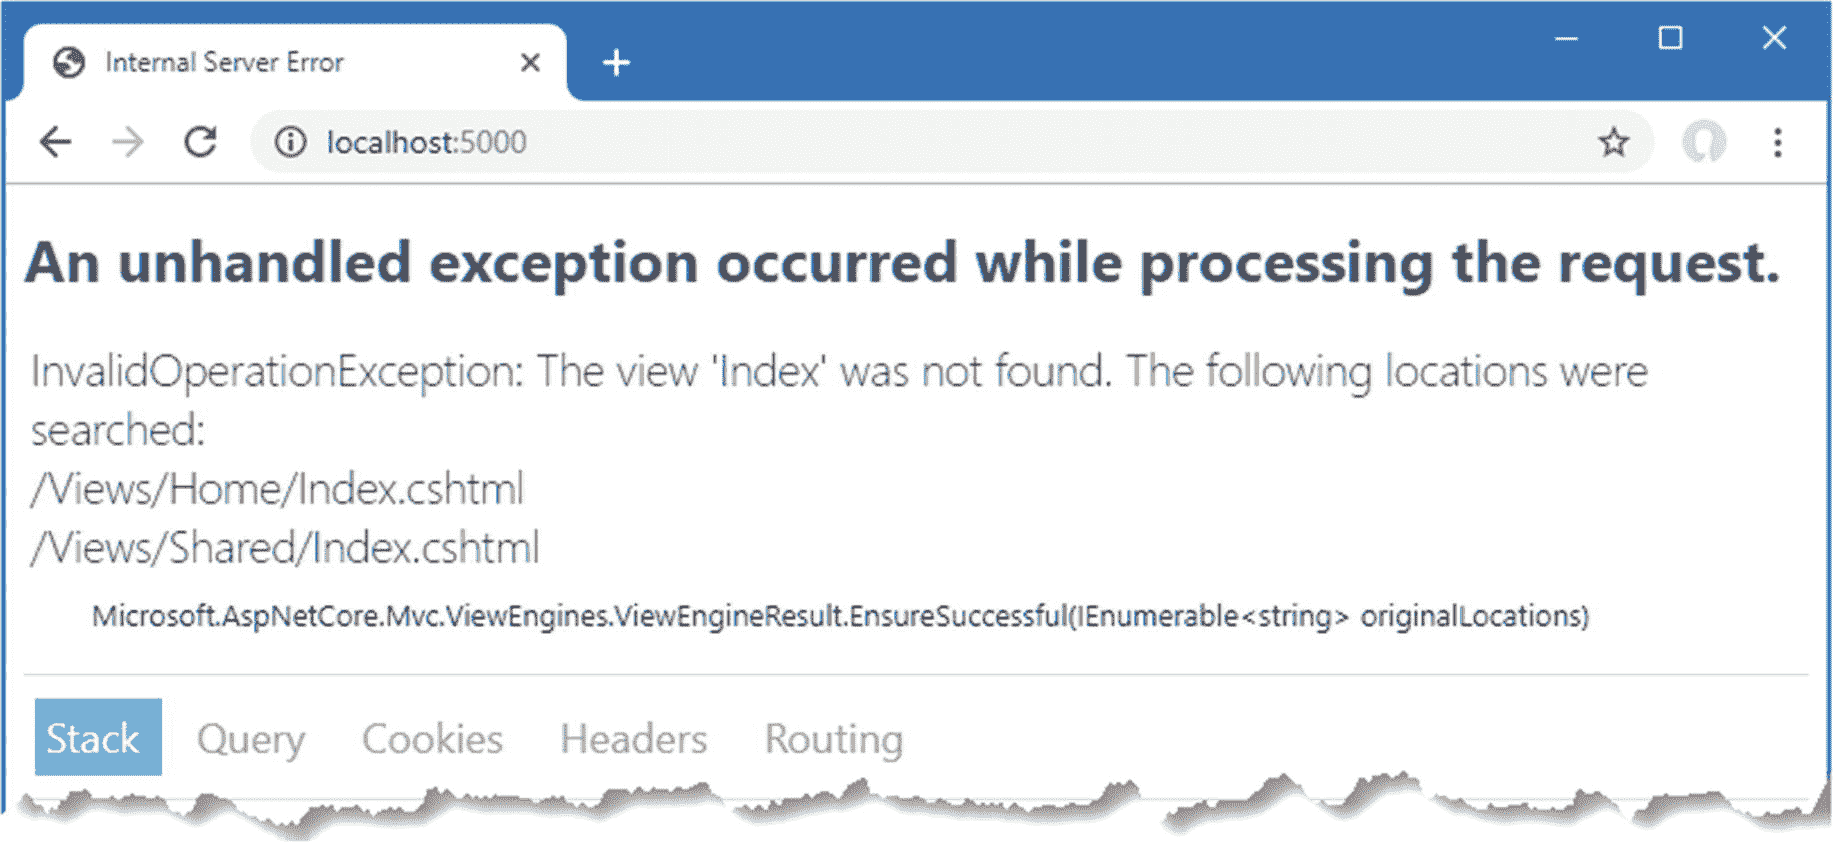 Internal Server Error
localhost:5000
An unhandled exception occurred while processing the request.
InvalidOperationException: The view 'Index' was not found. The following locations were
searched:
/Views/Home/Index.cshtml
/Views/Shared/Index.cshtml
Microsoft.AspNetCore.Mvc.ViewEngines.ViewEngineResult.EnsureSuccessful(IEnumerable<string> originalLocations)
Stack Query Cookies Headers Routing